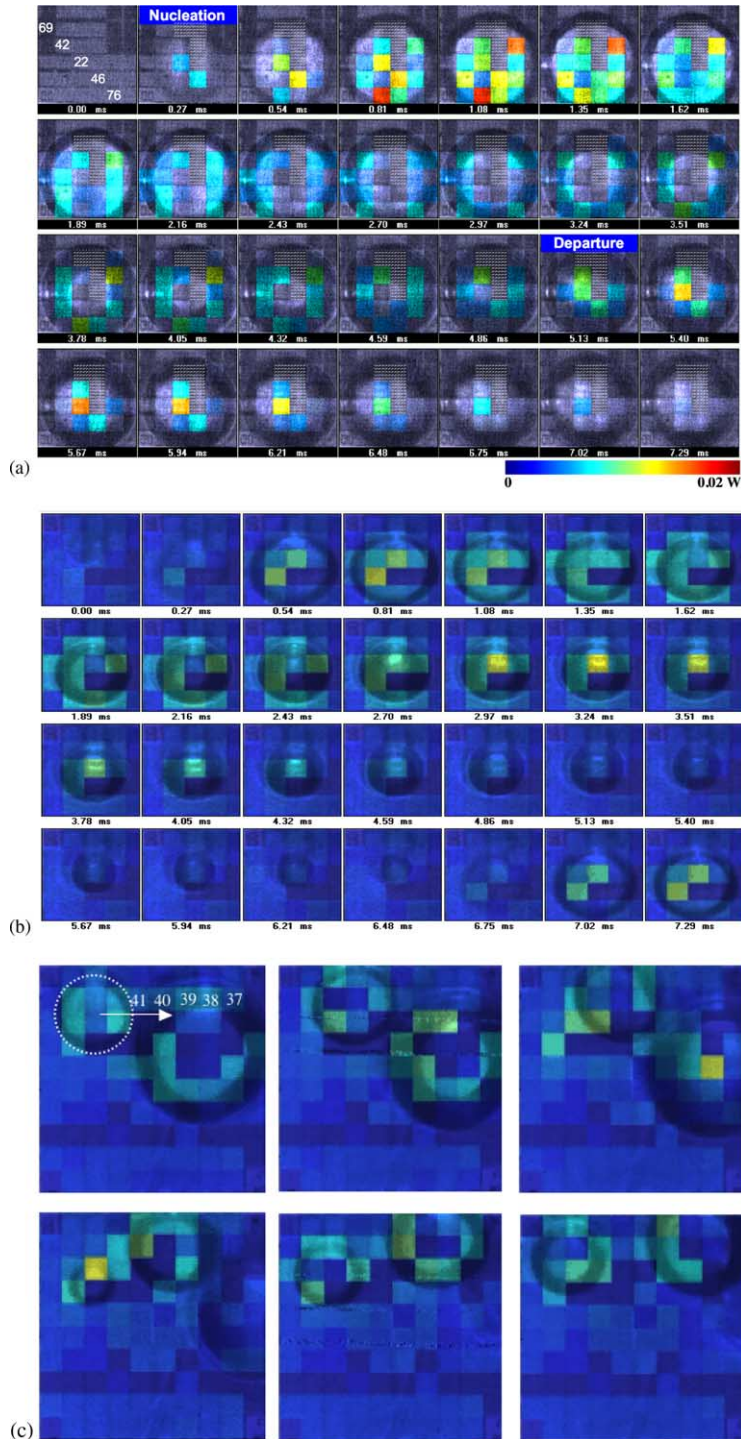 Nucleation
69
42
22
46
76
0.00 ms 0.27 ms 0.54 ms 0.81 ms 1.08 ms 1.35 ms 1.62 ms
1.89 ms 2.16 ms 2.43 ms 2.70 ms 2.97 ms 3.24 ms 3.51 ms
Departure
3.78 ms 4.05 ms 4.32 ms 4.59 ms 4.86 ms 5.13 ms 5.40 ms
5.67 ms 5.94 ms 6.21 ms 6.48 ms 6.75 ms 7.02 ms 7.29 ms
(a)
0 0.02 W
0.00 ms 0.27 ms 0.54 ms 0.81 ms 1.08 ms 1.35 ms 1.62 ms
1.89 ms 2.16 ms 2.43 ms 2.70 ms 2.97 ms 3.24 ms 3.51 ms
3.78 ms 4.05 ms 4.32 ms 4.59 ms 4.86 ms 5.13 ms 5.40 ms
5.67 ms 5.94 ms 6.21 ms 6.48 ms 6.75 ms 7.02 ms 7.29 ms
(b)
41 40 39 38 37
(c)